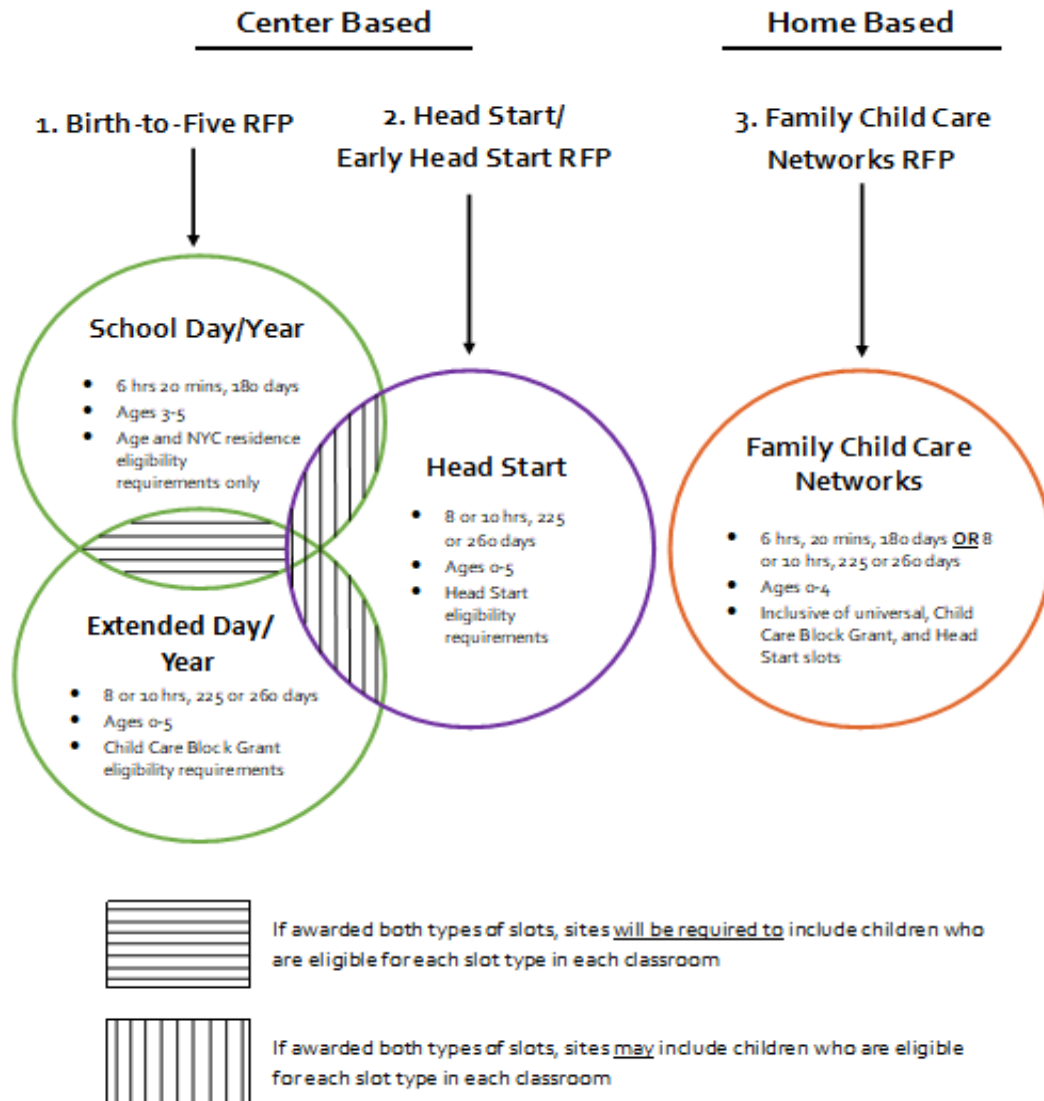 Center Based
Home Based
1. Birth-to-Five RFP
2. Head Start/
Early Head Start RFP
3. Family Child Care
Networks RFP
School Day/Year
• 6 hrs 20 mins, 180 days
• Ages 3-5
• Age and NYC residence
eligibility
requirements only
Extended Day/
Year
• 8 or 10 hrs, 225 or 260 days
• Ages 0-5
• Child Care Block Grant
eligibility requirements
Head Start
• 8 or 10 hrs, 225
or 260 days
• Ages 0-5
• Head Start
eligibility
requirements
Family Child Care
Networks
• 6 hrs, 20 mins, 180 days OR 8
or 10 hrs, 225 or 260 days
• Ages 0-4
• Inclusive of universal, Child
Care Block Grant, and Head
Start slots
If awarded both types of slots, sites will be required to include children who
are eligible for each slot type in each classroom
If awarded both types of slots, sites may include children who are eligible
for each slot type in each classroom